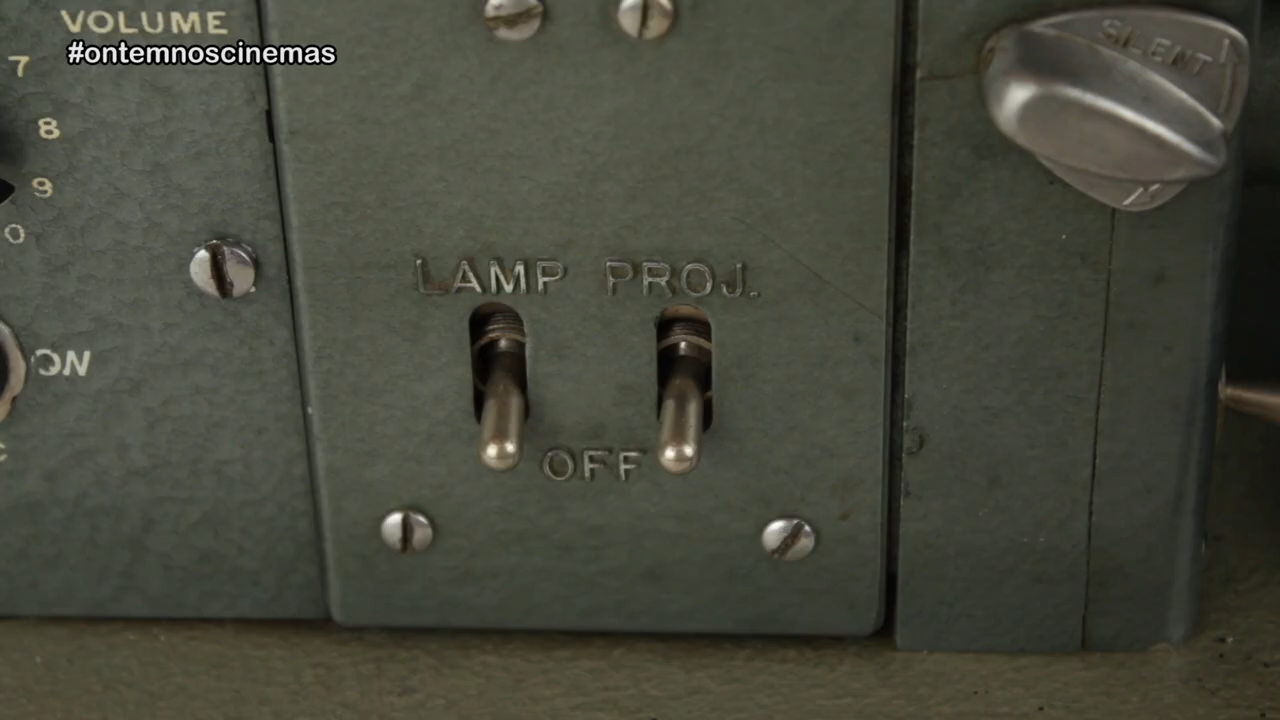 VOLUME
#ontemnoscinemas
7
8
9
0
ON
SILENT
LAMP PROJ.
OFF